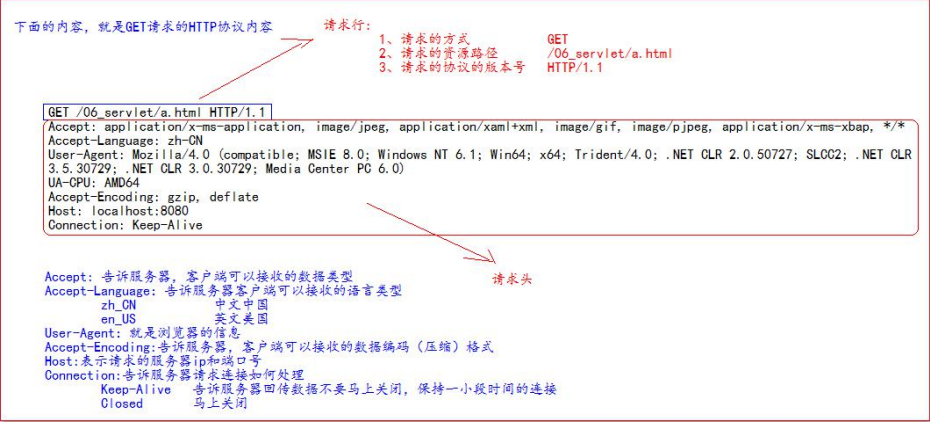 下面的内容，就是GET请求的HTTP协议内容
请求行:
1、请求的方式 GET
2、请求的资源路径 /06_servlet/a.html
3、请求的协议的版本号 HTTP/1.1
GET /06_servlet/a.html HTTP/1.1
Accept: application/x-ms-application, image/jpeg, application/xaml+xml, image/gif, image/pjpeg, application/x-ms-xbap, */*
Accept-Language: zh-CN
User-Agent: Mozilla/4.0 (compatible; MSIE 8.0; Windows NT 6.1; Win64; x64; Trident/4.0; .NET CLR 2.0.50727; SLCC2; .NET CLR
3.5.30729; .NET CLR 3.0.30729; Media Center PC 6.0)
UA-CPU: AMD64
Accept-Encoding: gzip, deflate
Host: localhost:8080
Connection: Keep-Alive
请求头
Accept: 告诉服务器，客户端可以接收的数据类型
Accept-Language: 告诉服务器客户端可以接收的语言类型
zh_CN 中文中国
en_US 英文美国
User-Agent: 就是浏览器的信息
Accept-Encoding:告诉服务器，客户端可以接收的数据编码（压缩）格式
Host:表示请求的服务器ip和端口号
Connection:告诉服务器请求连接如何处理
Keep-Alive 告诉服务器回传数据不要马上关闭，保持一小段时间的连接
Closed 马上关闭